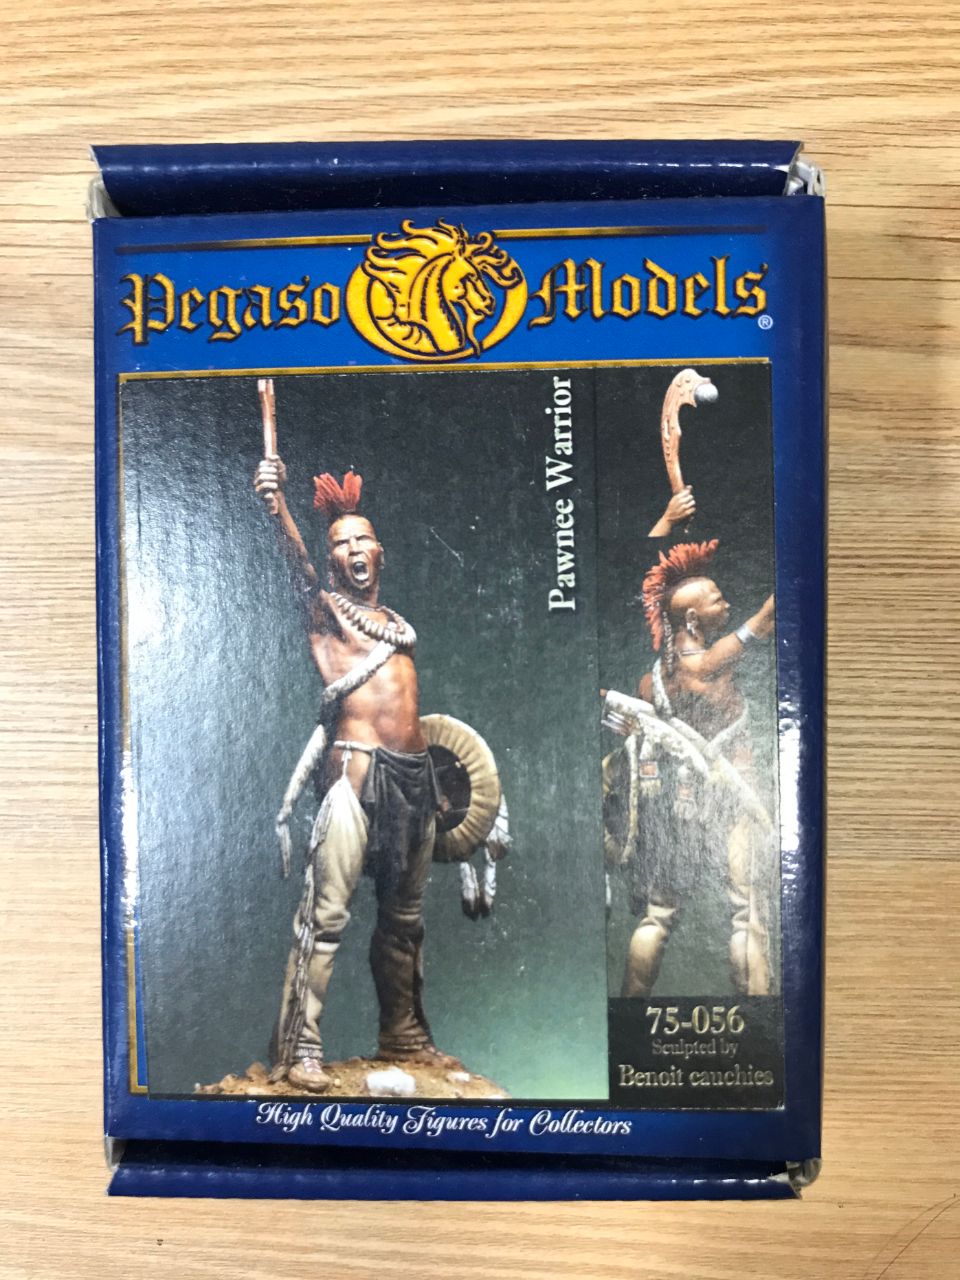 Pegaso Models ®
Pawnee Warrior
75-056
Sculpted by
Benoit cauchies
High Quality Figures for Collectors